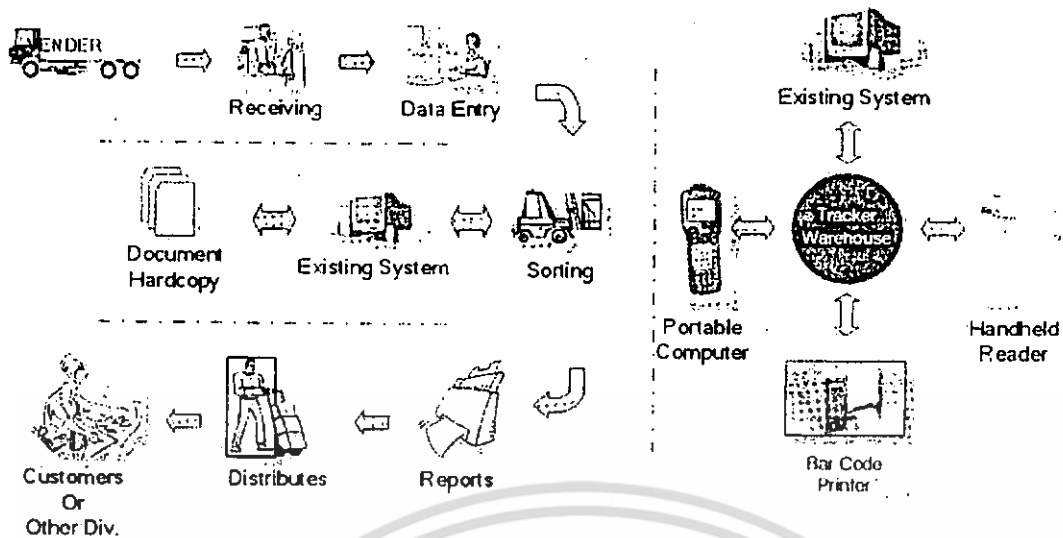 VENDER
Receiving
Data Entry
Document
Hardcopy
Existing System
Sorting
Customers
Or
Other Div.
Distributes
Reports
Existing System
Tracker
Warehouse
Portable
Computer
Handheld
Reader
Bar Code
Printer